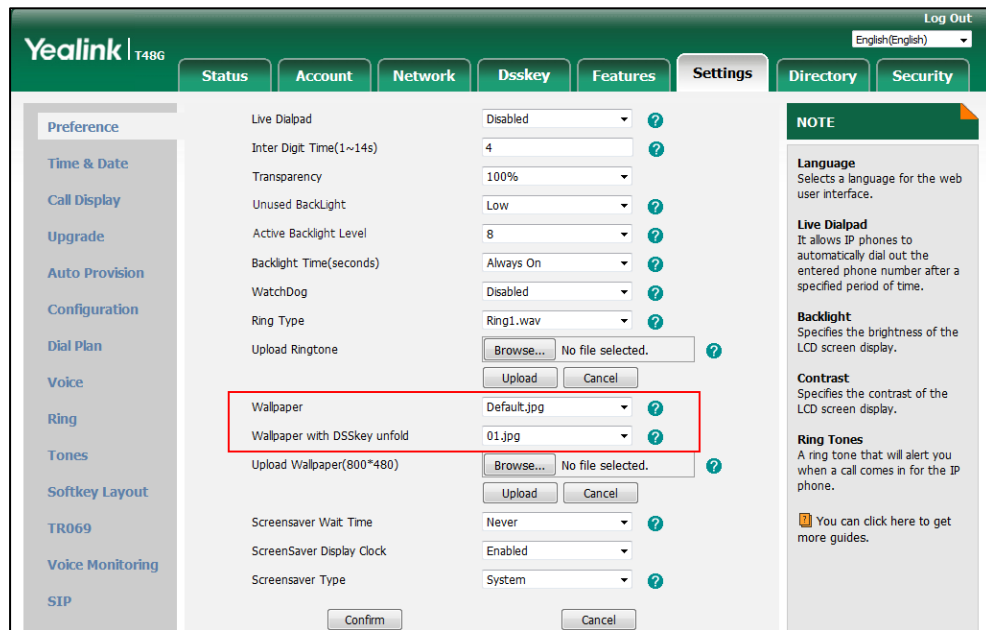 Log Out
English(English)
Yealink T48G
Status Account Network Dsskey Features Settings Directory Security
Preference
Time & Date
Call Display
Upgrade
Auto Provision
Configuration
Dial Plan
Voice
Ring
Tones
Softkey Layout
TR069
Voice Monitoring
SIP
Live Dialpad Disabled ?
Inter Digit Time(1~14s) 4 ?
Transparency 100%
Unused BackLight Low ?
Active Backlight Level 8 ?
Backlight Time(seconds) Always On ?
WatchDog Disabled ?
Ring Type Ring1.wav ?
Upload Ringtone Browse... No file selected. ?
Upload Cancel
Wallpaper Default.jpg ?
Wallpaper with DSSkey unfold 01.jpg ?
Upload Wallpaper(800*480) Browse... No file selected. ?
Upload Cancel
Screensaver Wait Time Never ?
ScreenSaver Display Clock Enabled
Screensaver Type System ?
Confirm Cancel
NOTE
Language
Selects a language for the web
user interface.
Live Dialpad
It allows IP phones to
automatically dial out the
entered phone number after a
specified period of time.
Backlight
Specifies the brightness of the
LCD screen display.
Contrast
Specifies the contrast of the
LCD screen display.
Ring Tones
A ring tone that will alert you
when a call comes in for the IP
phone.
? You can click here to get
more guides.